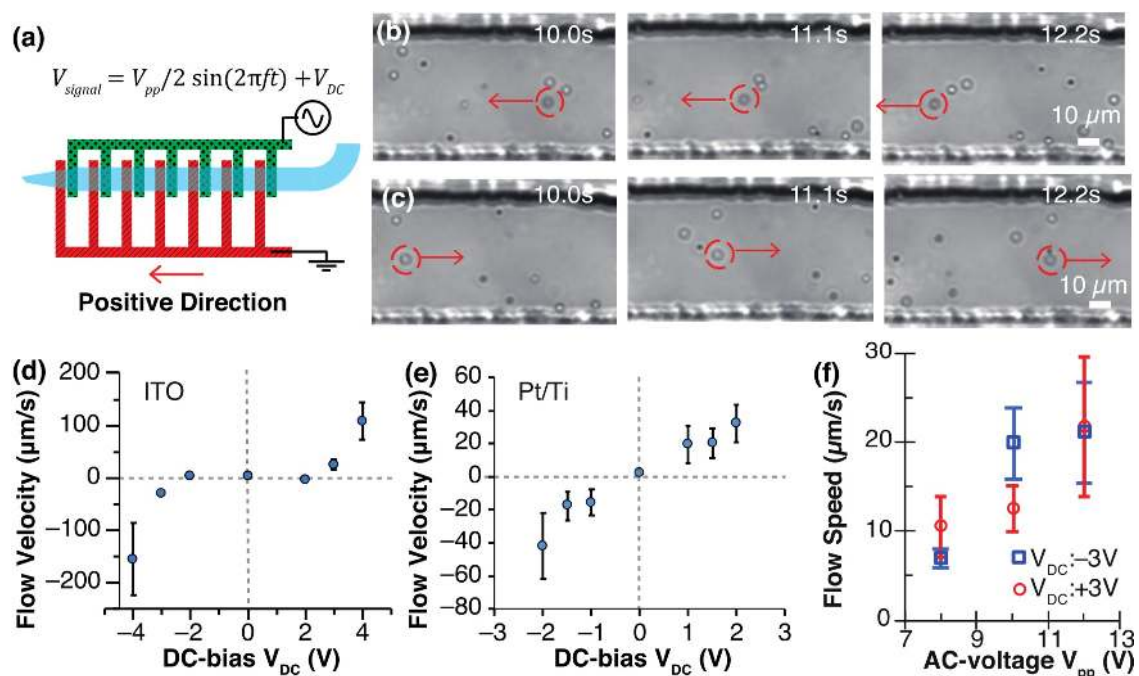 (a)
V_signal = V_pp/2 sin(2πft) + V_DC
Positive Direction
(b)
10.0s
11.1s
12.2s
10 µm
(c)
10.0s
11.1s
12.2s
10 µm
(d)
ITO
Flow Velocity (µm/s)
200
100
0
−100
−200
−4
−2
0
2
4
DC-bias V_DC (V)
(e)
Pt/Ti
Flow Velocity (µm/s)
60
40
20
0
−20
−40
−60
−80
−3
−2
−1
0
1
2
3
DC-bias V_DC (V)
(f)
Flow Speed (µm/s)
30
20
10
0
V_DC:−3V
V_DC:+3V
7
9
11
13
AC-voltage V_pp (V)